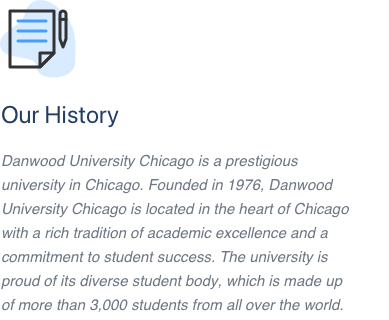 Our History
Danwood University Chicago is a prestigious
university in Chicago. Founded in 1976, Danwood
University Chicago is located in the heart of Chicago
with a rich tradition of academic excellence and a
commitment to student success. The university is
proud of its diverse student body, which is made up
of more than 3,000 students from all over the world.